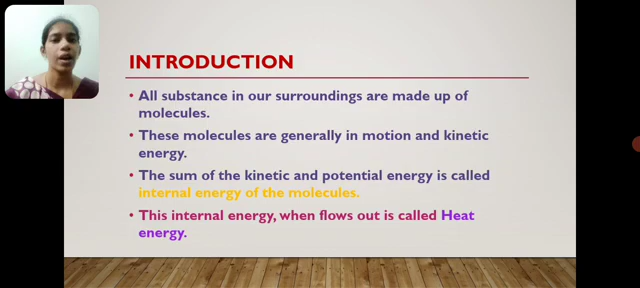 INTRODUCTION
• All substance in our surroundings are made up of
molecules.
• These molecules are generally in motion and kinetic
energy.
• The sum of the kinetic and potential energy is called
internal energy of the molecules.
• This internal energy, when flows out is called Heat
energy.